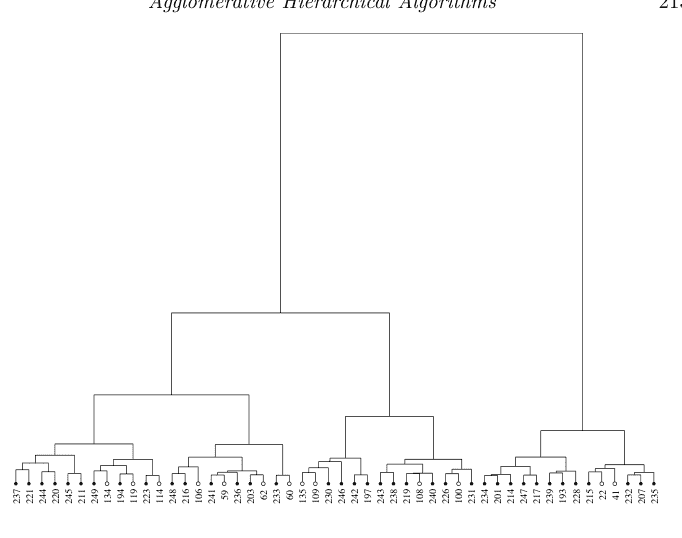 Agglomerative Hierarchical Algorithms
237 221 244 220 245 211 249 134 194 119 223 114 248 216 106 241 59 236 203 62 233 60 135 109 230 246 242 197 243 238 219 108 240 226 100 231 234 201 214 247 217 239 193 228 215 22 41 232 207 235